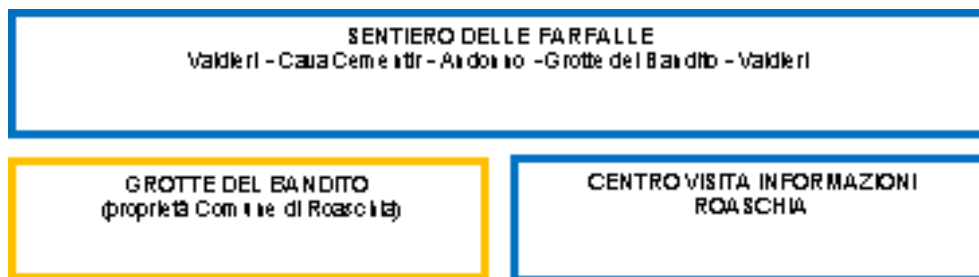 SENTIERO DELLE FARFALLE
Valdieri - Cava Cementir - Andonno -Grotte del Bandito - Valdieri
GROTTE DEL BANDITO
(proprietà Comune di Roaschia)
CENTRO VISITA INFORMAZIONI
ROASCHIA